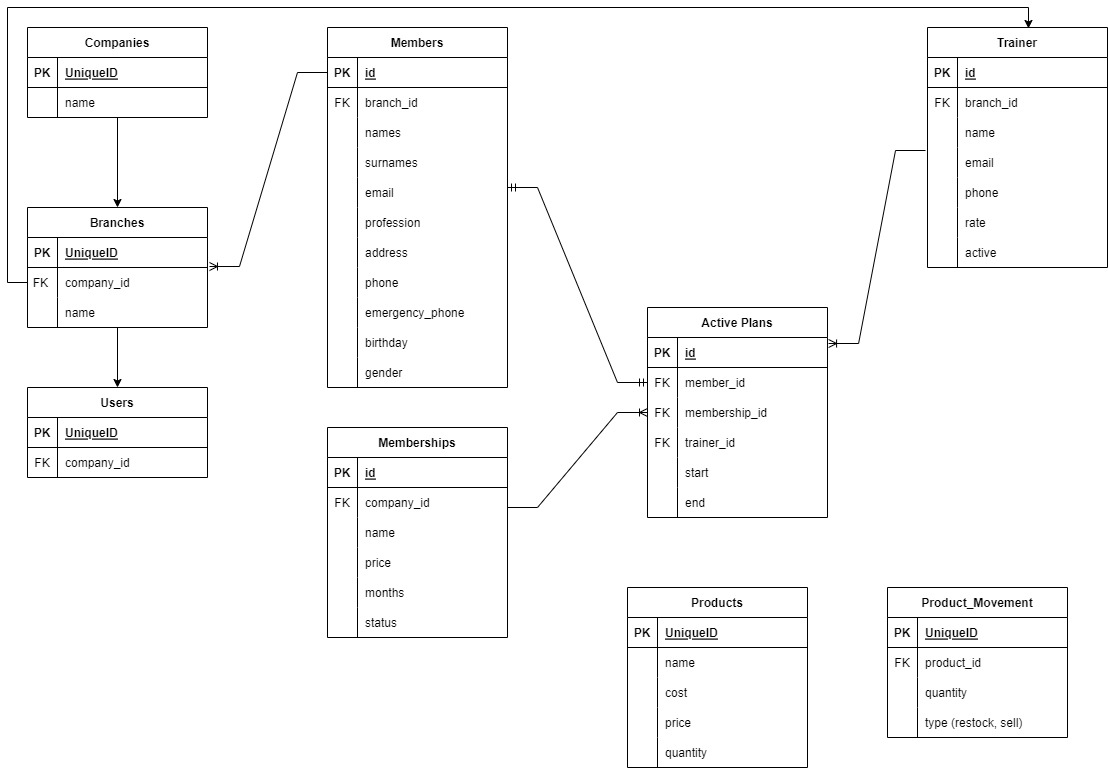 Companies
PK UniqueID
name
Members
PK id
FK branch_id
names
surnames
email
profession
address
phone
emergency_phone
birthday
gender
Trainer
PK id
FK branch_id
name
email
phone
rate
active
Branches
PK UniqueID
FK company_id
name
Active Plans
PK id
FK member_id
FK membership_id
FK trainer_id
start
end
Users
PK UniqueID
FK company_id
Memberships
PK id
FK company_id
name
price
months
status
Products
PK UniqueID
name
cost
price
quantity
Product_Movement
PK UniqueID
FK product_id
quantity
type (restock, sell)